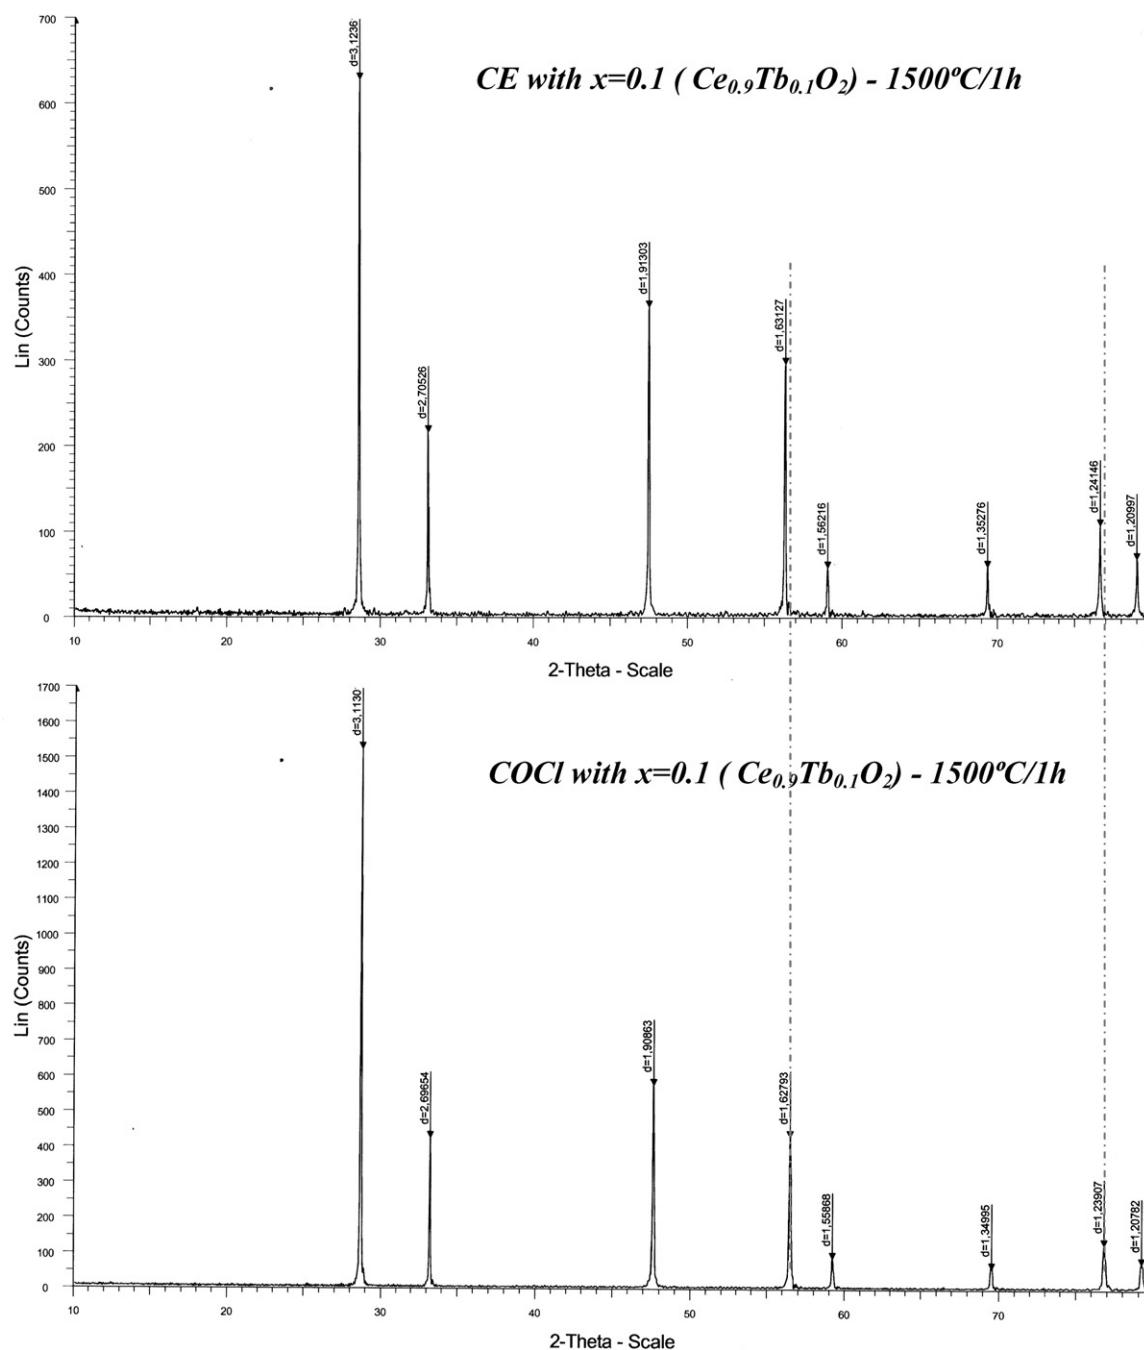 700
600
500
400
300
200
100
0
Lin (Counts)
CE with x=0.1 ( Ce0.9Tb0.1O2) - 1500ºC/1h
d=3,1236
d=2,70526
d=1,91303
d=1,63127
d=1,56216
d=1,35276
d=1,24146
d=1,20997
10 20 30 40 50 60 70
2-Theta - Scale
1700
1600
1500
1400
1300
1200
1100
1000
900
800
700
600
500
400
300
200
100
0
Lin (Counts)
COCl with x=0.1 ( Ce0.9Tb0.1O2) - 1500ºC/1h
d=3,1130
d=2,69654
d=1,90863
d=1,62793
d=1,55868
d=1,34995
d=1,23907
d=1,20782
10 20 30 40 50 60 70
2-Theta - Scale